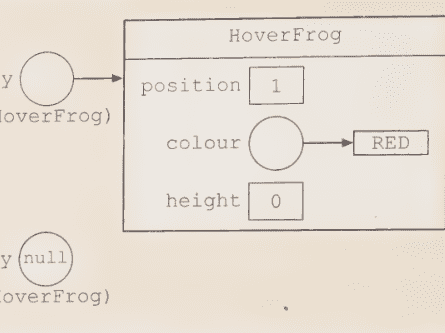 HoverFrog
y
position 1
HoverFrog)
colour RED
height 0
y null
HoverFrog)